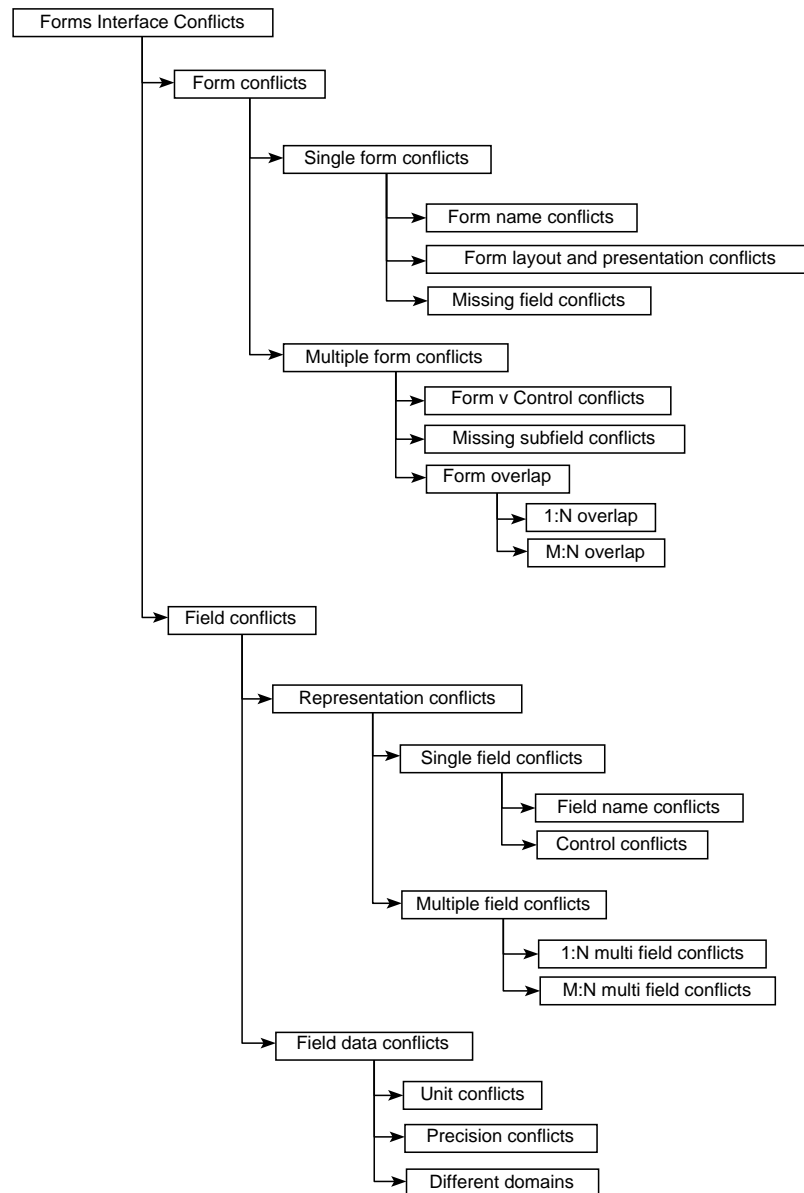 Forms Interface Conflicts
Form conflicts
Single form conflicts
Form name conflicts
Form layout and presentation conflicts
Missing field conflicts
Multiple form conflicts
Form v Control conflicts
Missing subfield conflicts
Form overlap
1:N overlap
M:N overlap
Field conflicts
Representation conflicts
Single field conflicts
Field name conflicts
Control conflicts
Multiple field conflicts
1:N multi field conflicts
M:N multi field conflicts
Field data conflicts
Unit conflicts
Precision conflicts
Different domains